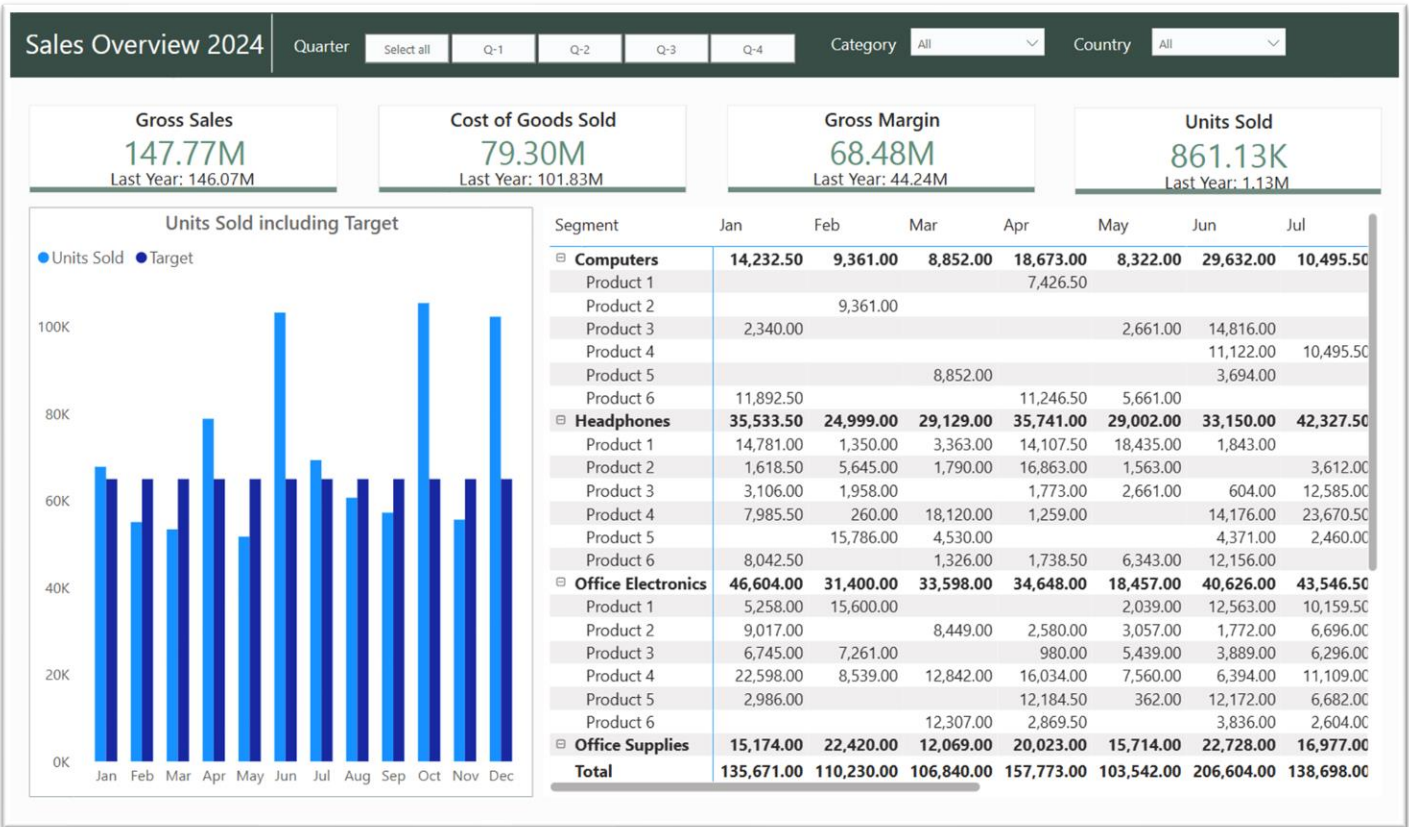 Sales Overview 2024 Quarter Select all Q-1 Q-2 Q-3 Q-4 Category All Country All
Gross Sales
147.77M
Last Year: 146.07M
Cost of Goods Sold
79.30M
Last Year: 101.83M
Gross Margin
68.48M
Last Year: 44.24M
Units Sold
861.13K
Last Year: 1.13M
Units Sold including Target
Units Sold Target
100K
80K
60K
40K
20K
0K
Jan Feb Mar Apr May Jun Jul Aug Sep Oct Nov Dec
Segment Jan Feb Mar Apr May Jun Jul
Computers 14,232.50 9,361.00 8,852.00 18,673.00 8,322.00 29,632.00 10,495.50
Product 1 7,426.50
Product 2 9,361.00
Product 3 2,340.00 2,661.00 14,816.00
Product 4 11,122.00 10,495.50
Product 5 8,852.00 3,694.00
Product 6 11,892.50 11,246.50 5,661.00
Headphones 35,533.50 24,999.00 29,129.00 35,741.00 29,002.00 33,150.00 42,327.50
Product 1 14,781.00 1,350.00 3,363.00 14,107.50 18,435.00 1,843.00
Product 2 1,618.50 5,645.00 1,790.00 16,863.00 1,563.00 3,612.00
Product 3 3,106.00 1,958.00 1,773.00 2,661.00 604.00 12,585.00
Product 4 7,985.50 260.00 18,120.00 1,259.00 14,176.00 23,670.50
Product 5 15,786.00 4,530.00 4,371.00 2,460.00
Product 6 8,042.50 1,326.00 1,738.50 6,343.00 12,156.00
Office Electronics 46,604.00 31,400.00 33,598.00 34,648.00 18,457.00 40,626.00 43,546.50
Product 1 5,258.00 15,600.00 2,039.00 12,563.00 10,159.50
Product 2 9,017.00 8,449.00 2,580.00 3,057.00 1,772.00 6,696.00
Product 3 6,745.00 7,261.00 980.00 5,439.00 3,889.00 6,296.00
Product 4 22,598.00 8,539.00 12,842.00 16,034.00 7,560.00 6,394.00 11,109.00
Product 5 2,986.00 12,184.50 362.00 12,172.00 6,682.00
Product 6 12,307.00 2,869.50 3,836.00 2,604.00
Office Supplies 15,174.00 22,420.00 12,069.00 20,023.00 15,714.00 22,728.00 16,977.00
Total 135,671.00 110,230.00 106,840.00 157,773.00 103,542.00 206,604.00 138,698.00